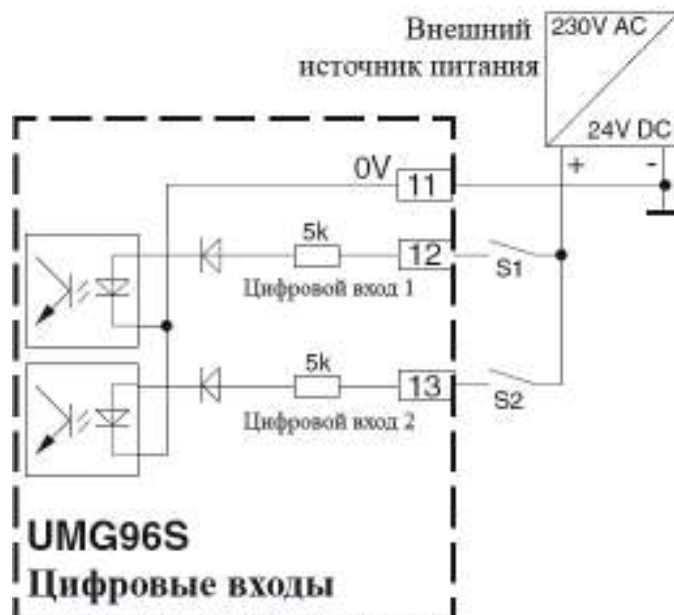 Внешний
источник питания
230V AC
24V DC
+ -
0V
11
5k
12
S1
Цифровой вход 1
5k
13
S2
Цифровой вход 2
UMG96S
Цифровые входы